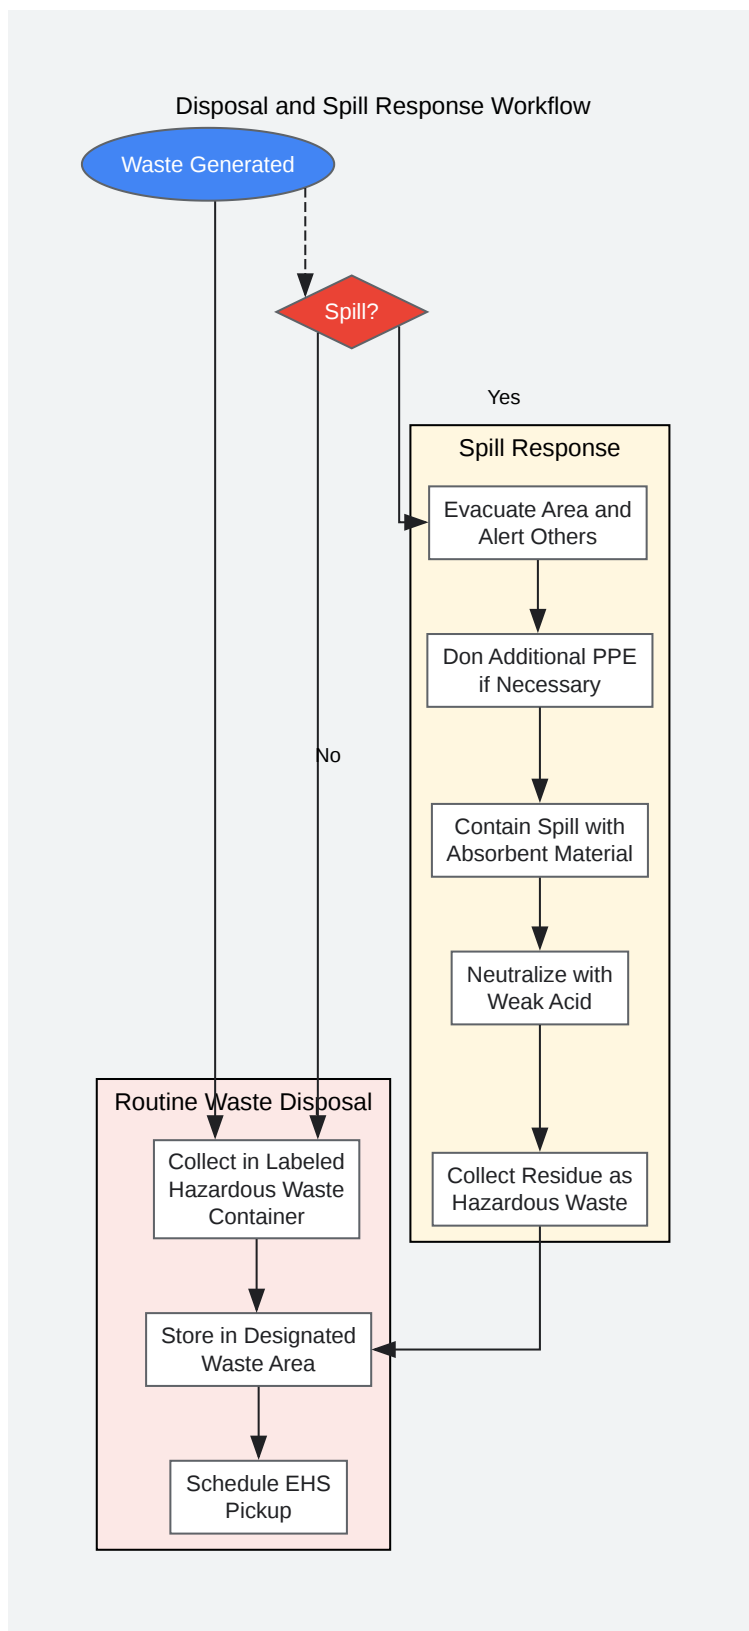 Disposal and Spill Response Workflow
Waste Generated
Spill?
Yes
Spill Response
Evacuate Area and
Alert Others
Don Additional PPE
if Necessary
No
Contain Spill with
Absorbent Material
Neutralize with
Weak Acid
Routine Waste Disposal
Collect in Labeled
Hazardous Waste
Container
Collect Residue as
Hazardous Waste
Store in Designated
Waste Area
Schedule EHS
Pickup